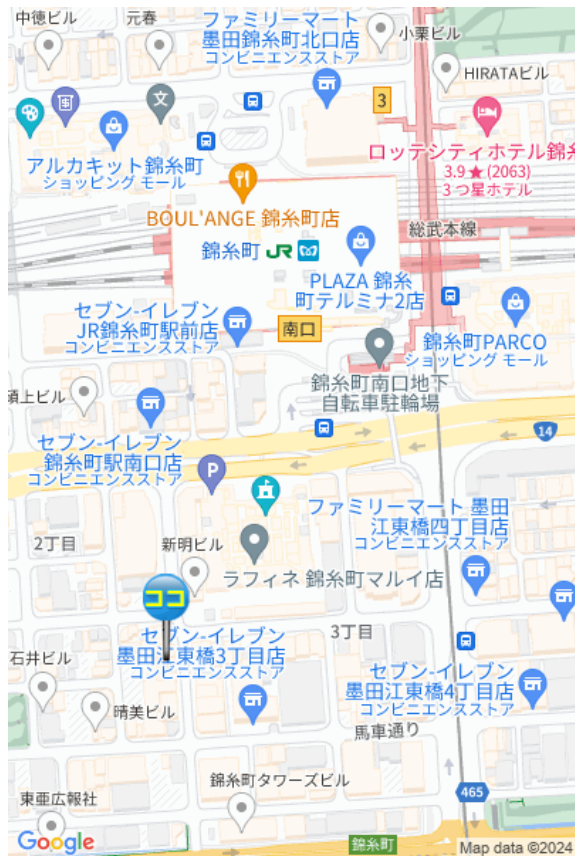 中徳ビル
元春
ファミリーマート
墨田錦糸町北口店
コンビニエンスストア
小栗ビル
HIRATAビル
3
文
アルカキット錦糸町
ショッピング モール
ロッテシティホテル錦糸
3.9★(2063)
3 つ星ホテル
BOUL'ANGE 錦糸町店
総武本線
錦糸町 JR
PLAZA 錦糸
町テルミナ2店
セブン-イレブン
JR錦糸町駅前店
コンビニエンスストア
南口
錦糸町PARCO
ショッピング モール
錦糸町南口地下
自転車駐輪場
頭上ビル
14
セブン-イレブン
錦糸町駅南口店
コンビニエンスストア
P
ファミリーマート 墨田
江東橋四丁目店
コンビニエンスストア
2丁目
新明ビル
ラフィネ 錦糸町マルイ店
ココ
3丁目
セブン-イレブン
墨田江東橋3丁目店
コンビニエンスストア
石井ビル
セブン-イレブン
墨田江東橋4丁目店
コンビニエンスストア
晴美ビル
馬車通り
錦糸町タワーズビル
465
東亜広報社
Google
錦糸町
Map data ©2024